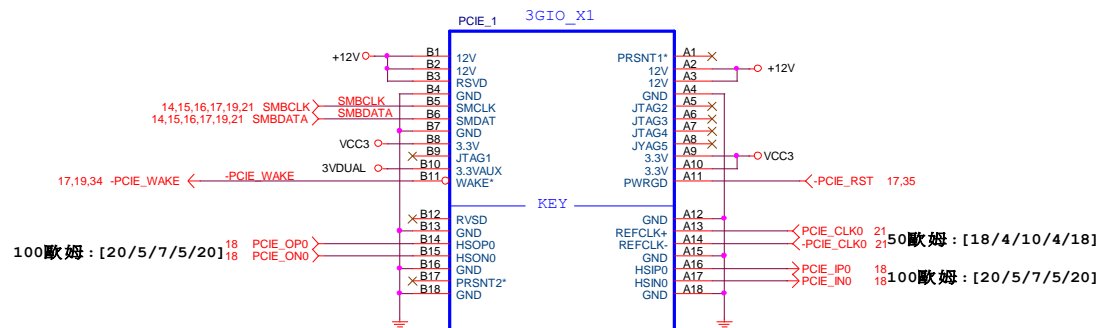 PCIE_1 3GIO_X1
+12V B1 12V PRSNT1* A1
B2 12V 12V A2 +12V
B3 RSVD 12V A3
B4 GND GND A4
14,15,16,17,19,21 SMBCLK SMBCLK B5 SMCLK JTAG2 A5
14,15,16,17,19,21 SMBDATA SMBDATA B6 SMDAT JTAG3 A6
B7 GND JTAG4 A7
VCC3 B8 3.3V JYAG5 A8
B9 JTAG1 3.3V A9 VCC3
3VDUAL B10 3.3VAUX 3.3V A10
17,19,34 -PCIE_WAKE -PCIE_WAKE B11 WAKE* PWRGD A11 -PCIE_RST 17,35
KEY
B12 RVSD GND A12
B13 GND REFCLK+ A13 PCIE_CLK0 21
100歐姆:[20/5/7/5/20] 18 PCIE_OP0 B14 HSOP0 REFCLK- A14 -PCIE_CLK0 21 50歐姆:[18/4/10/4/18]
18 PCIE_ON0 B15 HSON0 GND A15
B16 GND HSIP0 A16 PCIE_IP0 18
B17 PRSNT2* HSIN0 A17 PCIE_IN0 18 100歐姆:[20/5/7/5/20]
B18 GND GND A18